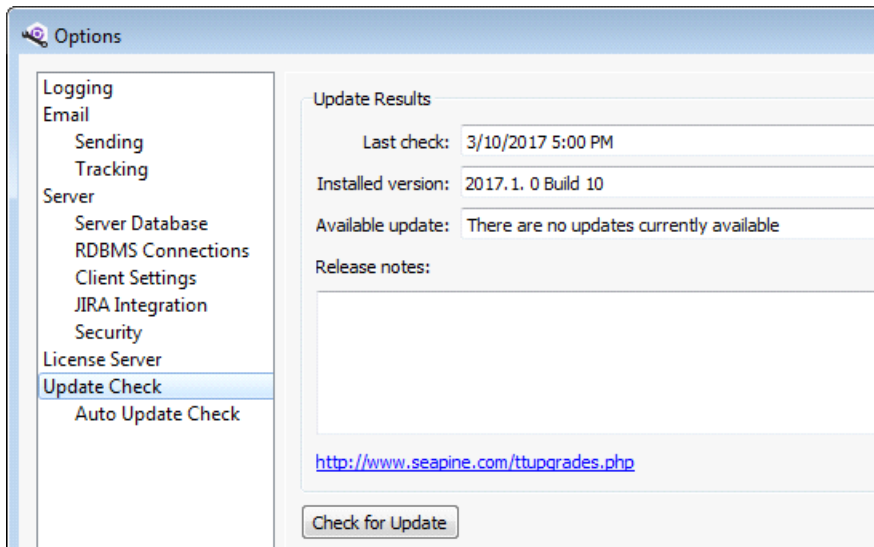 Options
Logging
Email
Sending
Tracking
Server
Server Database
RDBMS Connections
Client Settings
JIRA Integration
Security
License Server
Update Check
Auto Update Check
Update Results
Last check: 3/10/2017 5:00 PM
Installed version: 2017.1. 0 Build 10
Available update: There are no updates currently available
Release notes:
http://www.seapine.com/ttupgrades.php
Check for Update